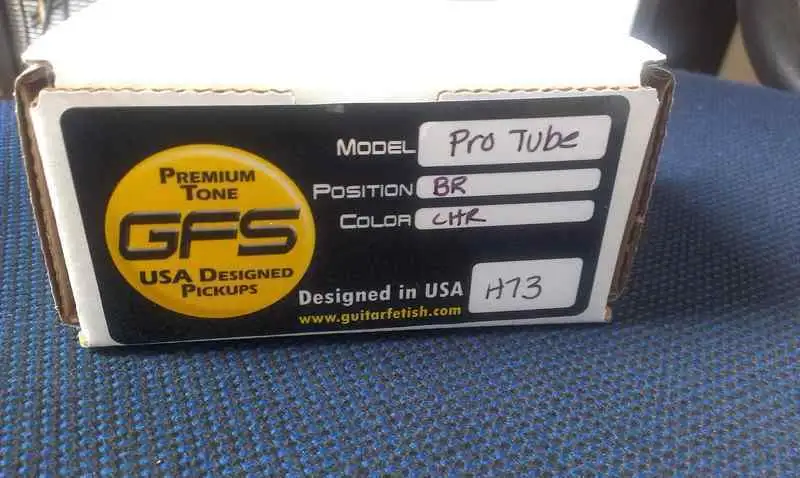 PREMIUM
TONE
GFS
USA DESIGNED
PICKUPS
MODEL Pro Tube
POSITION BR
COLOR CHR
Designed in USA H73
www.guitarfetish.com